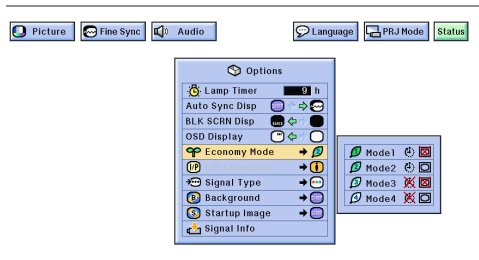 Picture Fine Sync Audio Language PRJ Mode Status
Options
Lamp Timer 9 h
Auto Sync Disp
BLK SCRN Disp
OSD Display
Economy Mode
I/P
Signal Type
Background
Startup Image
Signal Info
Mode1
Mode2
Mode3
Mode4